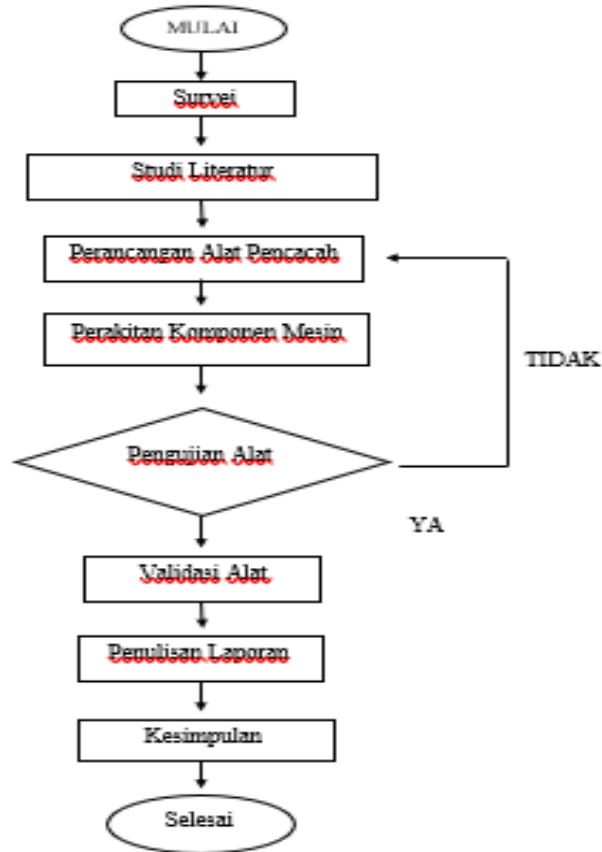 MULAI
Survei
Studi Literatur
Perancangan Alat Pencacah
Perakitan Komponen Mesin
TIDAK
Pengujian Alat
YA
Validasi Alat
Penulisan Laporan
Kesimpulan
Selesai